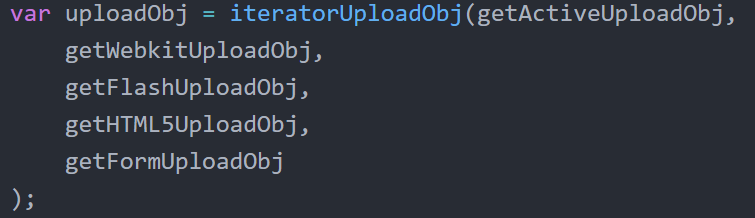 var uploadObj = iteratorUploadObj(getActiveUploadObj,
    getWebkitUploadObj,
    getFlashUploadObj,
    getHTML5UploadObj,
    getFormUploadObj
);